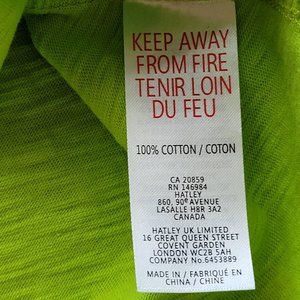 KEEP AWAY
FROM FIRE
TENIR LOIN
DU FEU
100% COTTON / COTON
CA 20859
RN 146984
HATLEY
860, 90e AVENUE
LASALLE H8R 3A2
CANADA
HATLEY UK LIMITED
16 GREAT QUEEN STREET
COVENT GARDEN
LONDON WC2B 5AH
COMPANY No.6453889
MADE IN / FABRIQUÉ EN
CHINA / CHINE